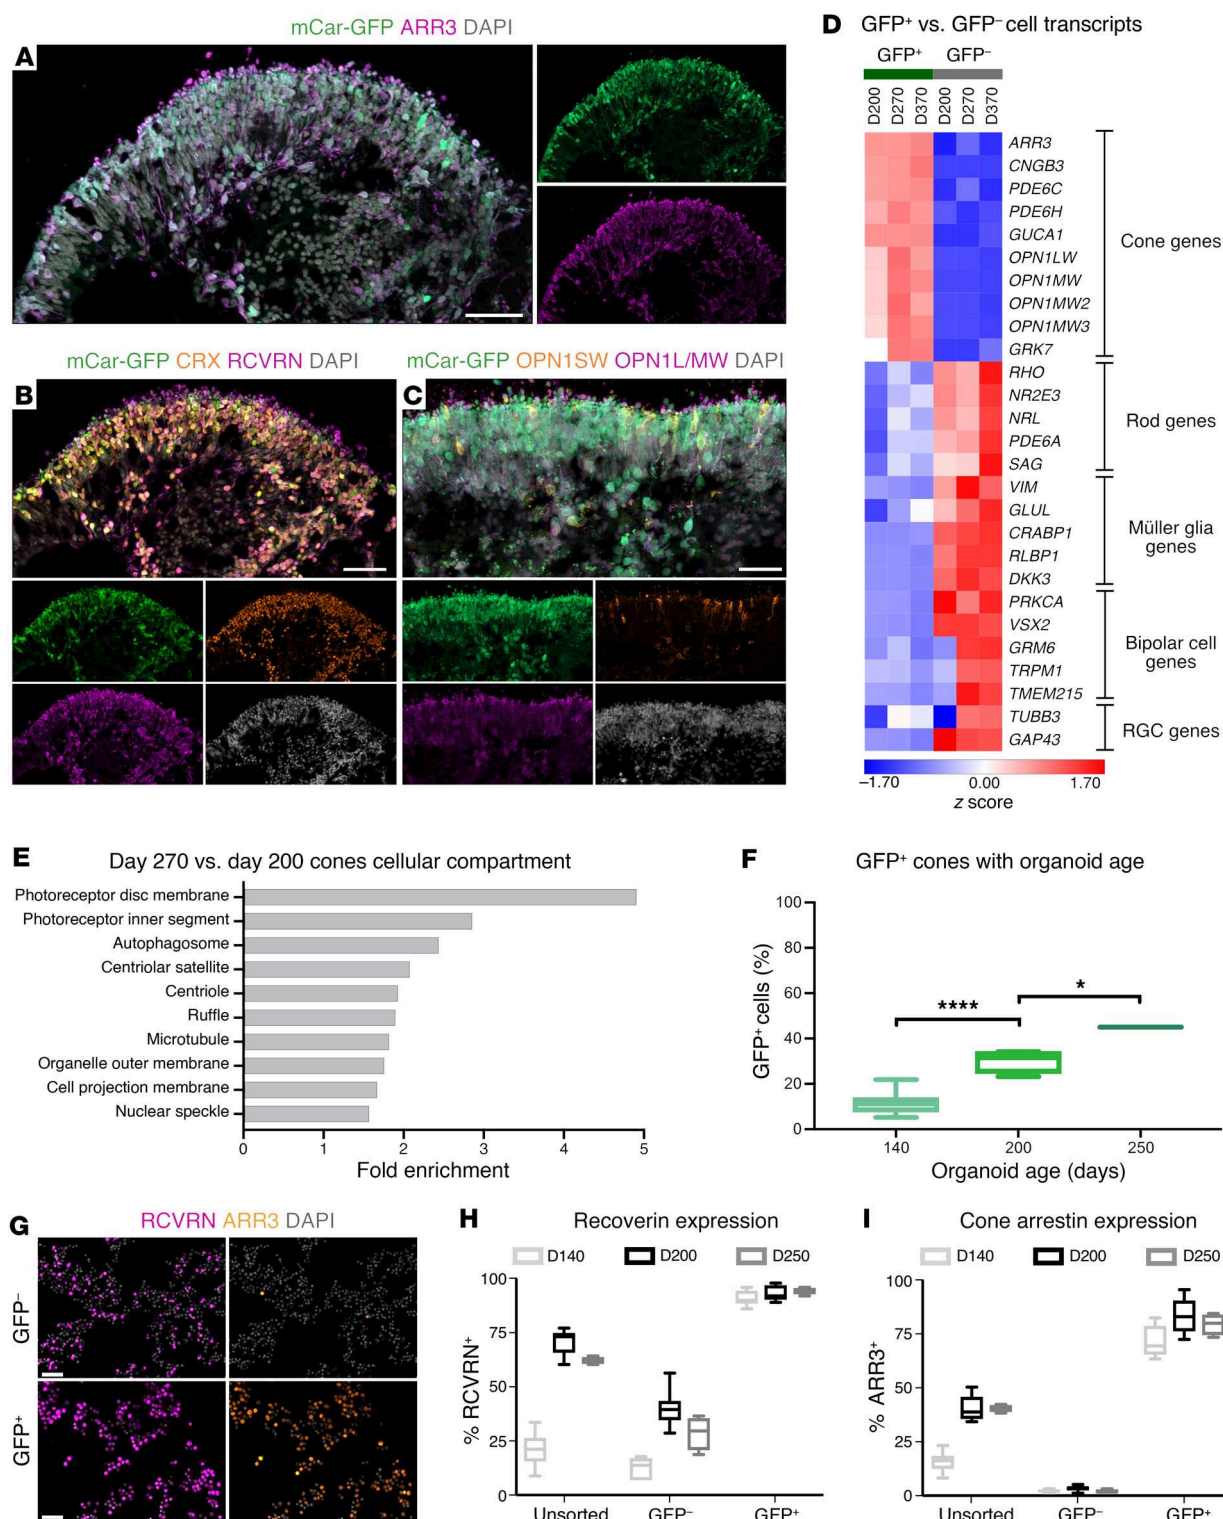 mCar-GFP ARR3 DAPI
A
B
mCar-GFP CRX RCVRN DAPI
C
mCar-GFP OPN1SW OPN1L/MW DAPI
D GFP⁺ vs. GFP⁻ cell transcripts
GFP⁺ GFP⁻
D200 D270 D370 D200 D270 D370
ARR3
CNGB3
PDE6C
PDE6H
GUCA1
OPN1LW
OPN1MW
OPN1MW2
OPN1MW3
GRK7
Cone genes
RHO
NR2E3
NRL
PDE6A
SAG
Rod genes
VIM
GLUL
CRABP1
RLBP1
DKK3
Müller glia
genes
PRKCA
VSX2
GRM6
TRPM1
TMEM215
Bipolar cell
genes
TUBB3
GAP43
RGC genes
−1.70 0.00 1.70
z score
E Day 270 vs. day 200 cones cellular compartment
Photoreceptor disc membrane
Photoreceptor inner segment
Autophagosome
Centriolar satellite
Centriole
Ruffle
Microtubule
Organelle outer membrane
Cell projection membrane
Nuclear speckle
0 1 2 3 4 5
Fold enrichment
F GFP⁺ cones with organoid age
GFP⁺ cells (%)
100
80
60
40
20
0
****
*
140 200 250
Organoid age (days)
G RCVRN ARR3 DAPI
GFP⁻
GFP⁺
H Recoverin expression
D140 D200 D250
% RCVRN⁺
100
75
50
25
0
Unsorted GFP⁻ GFP⁺
I Cone arrestin expression
D140 D200 D250
% ARR3⁺
100
75
50
25
0
Unsorted GFP⁻ GFP⁺